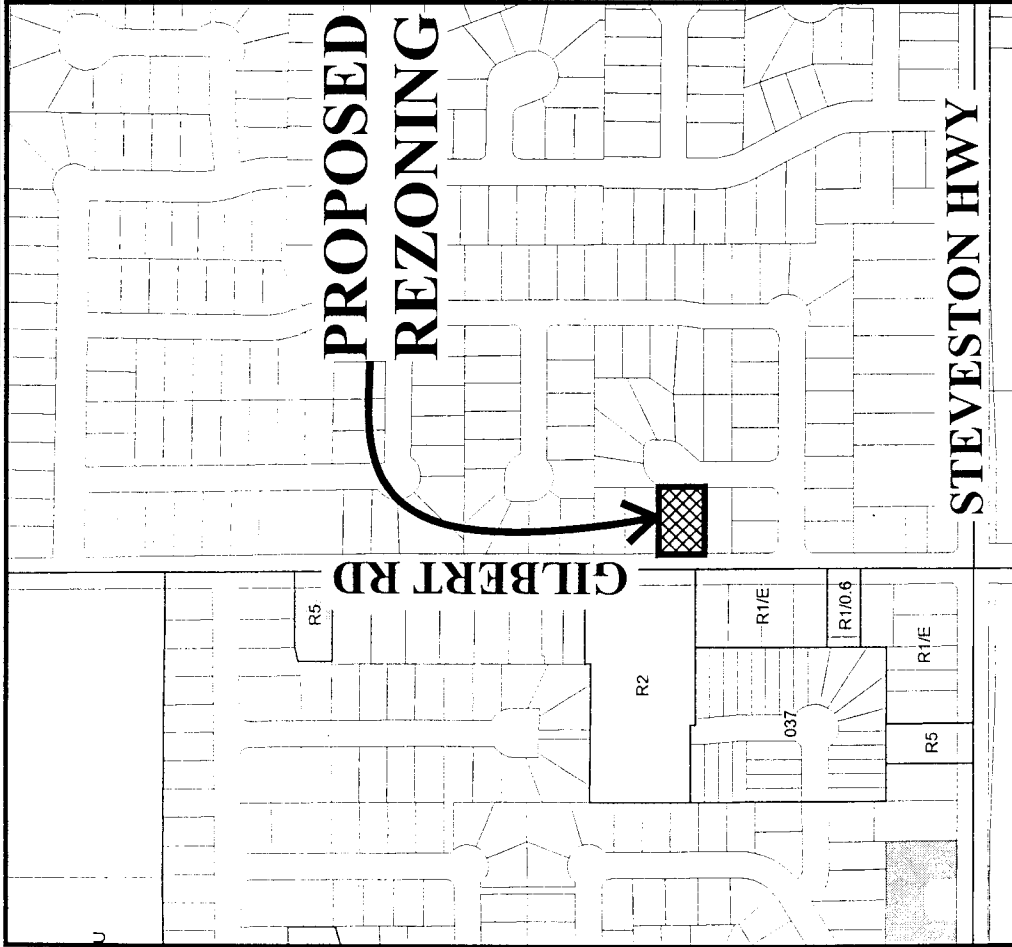 PROPOSED
REZONING
GILBERT RD
STEVESTON HWY
R5
R2
R1/E
R1/0.6
R1/E
037
R5